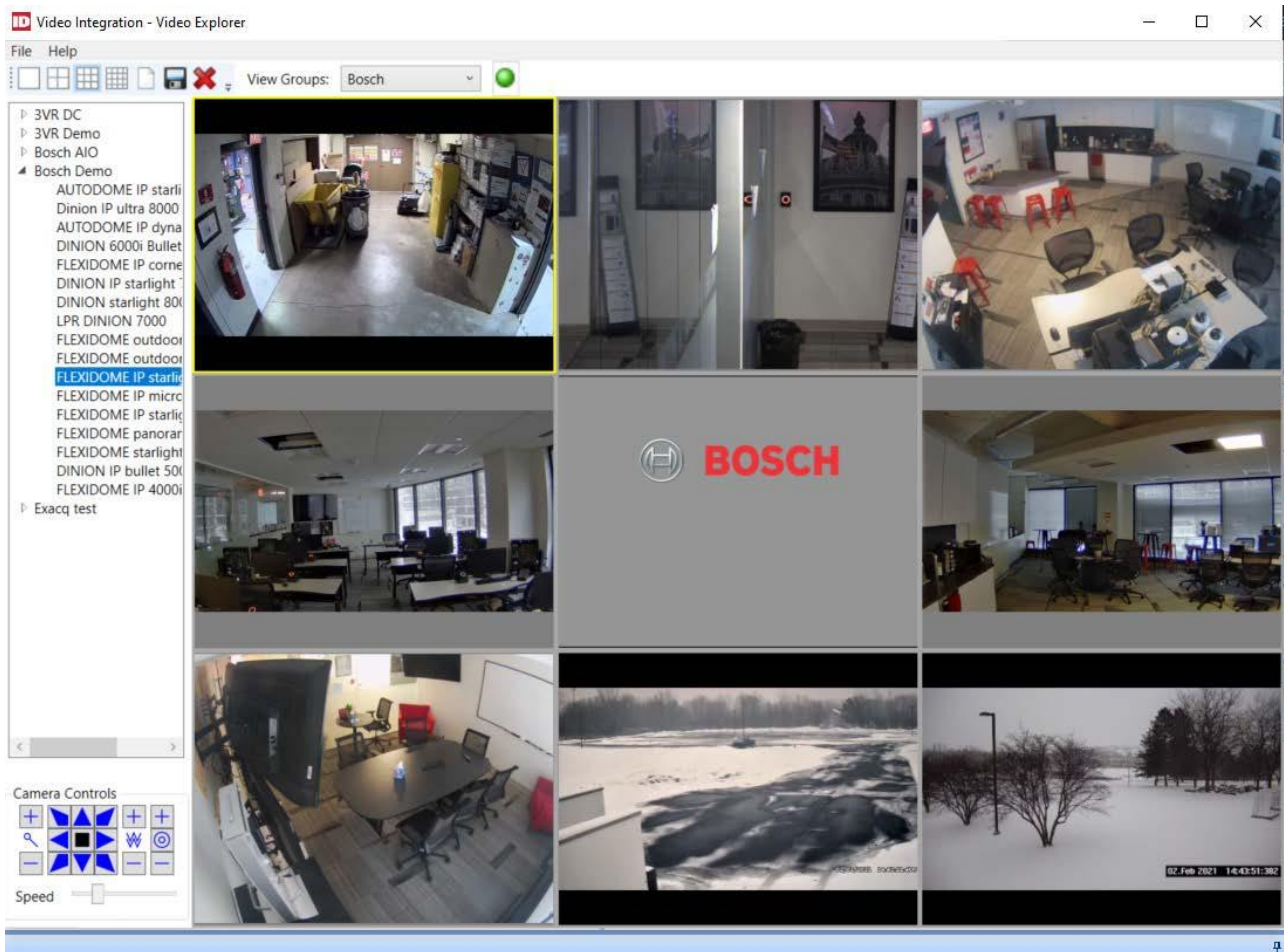 ID Video Integration - Video Explorer
File Help
View Groups: Bosch
3VR DC
3VR Demo
Bosch AIO
Bosch Demo
AUTODOME IP starli
Dinion IP ultra 8000
AUTODOME IP dyna
DINION 6000i Bullet
FLEXIDOME IP corne
DINION IP starlight 7
DINION starlight 800
LPR DINION 7000
FLEXIDOME outdoor
FLEXIDOME outdoor
FLEXIDOME IP starlig
FLEXIDOME IP micro
FLEXIDOME IP starlig
FLEXIDOME panorar
FLEXIDOME starlight
DINION IP bullet 500
FLEXIDOME IP 4000i
Exacq test
BOSCH
02.Feb 2021 14:43:51:302
Camera Controls
Speed